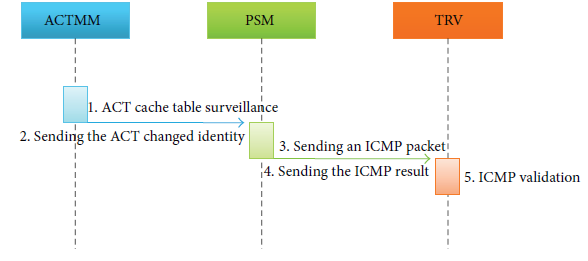 ACTMM
PSM
TRV
1. ACT cache table surveillance
2. Sending the ACT changed identity
3. Sending an ICMP packet
4. Sending the ICMP result
5. ICMP validation